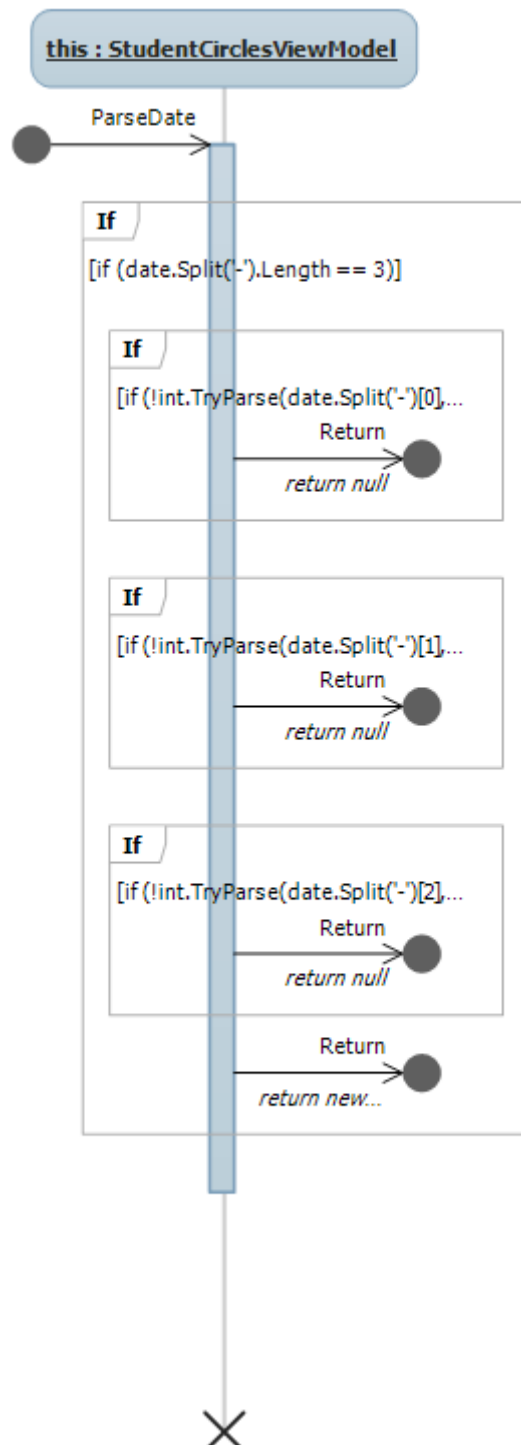 this : StudentCirclesViewModel
ParseDate
If
[if (date.Split('-').Length == 3)]
If
[if (!int.TryParse(date.Split('-')[0],...
Return
return null
If
[if (!int.TryParse(date.Split('-')[1],...
Return
return null
If
[if (!int.TryParse(date.Split('-')[2],...
Return
return null
Return
return new...